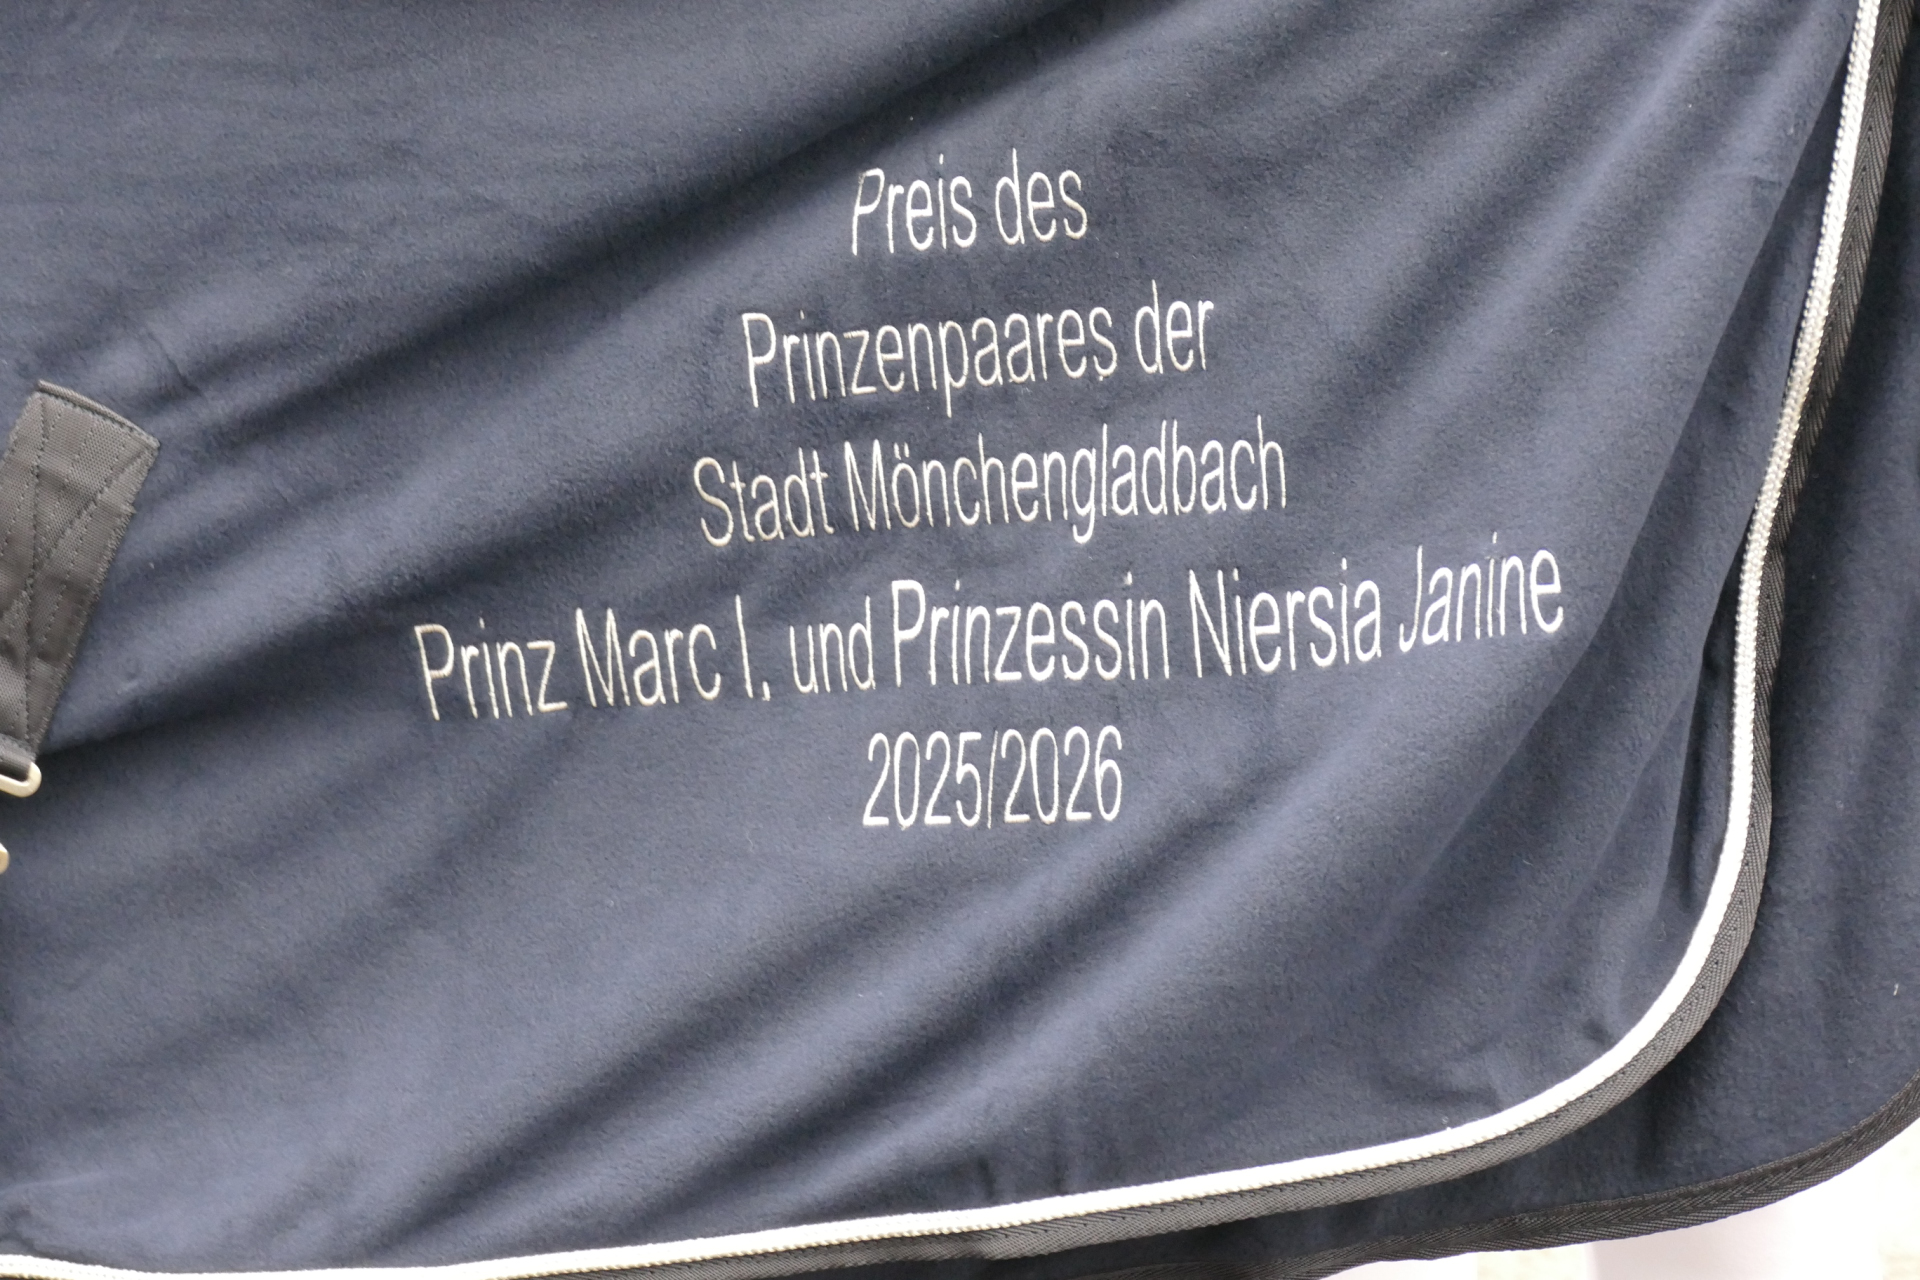 Preis des
Prinzenpaares der
Stadt Mönchengladbach
Prinz Marc I. und Prinzessin Niersia Janine
2025/2026